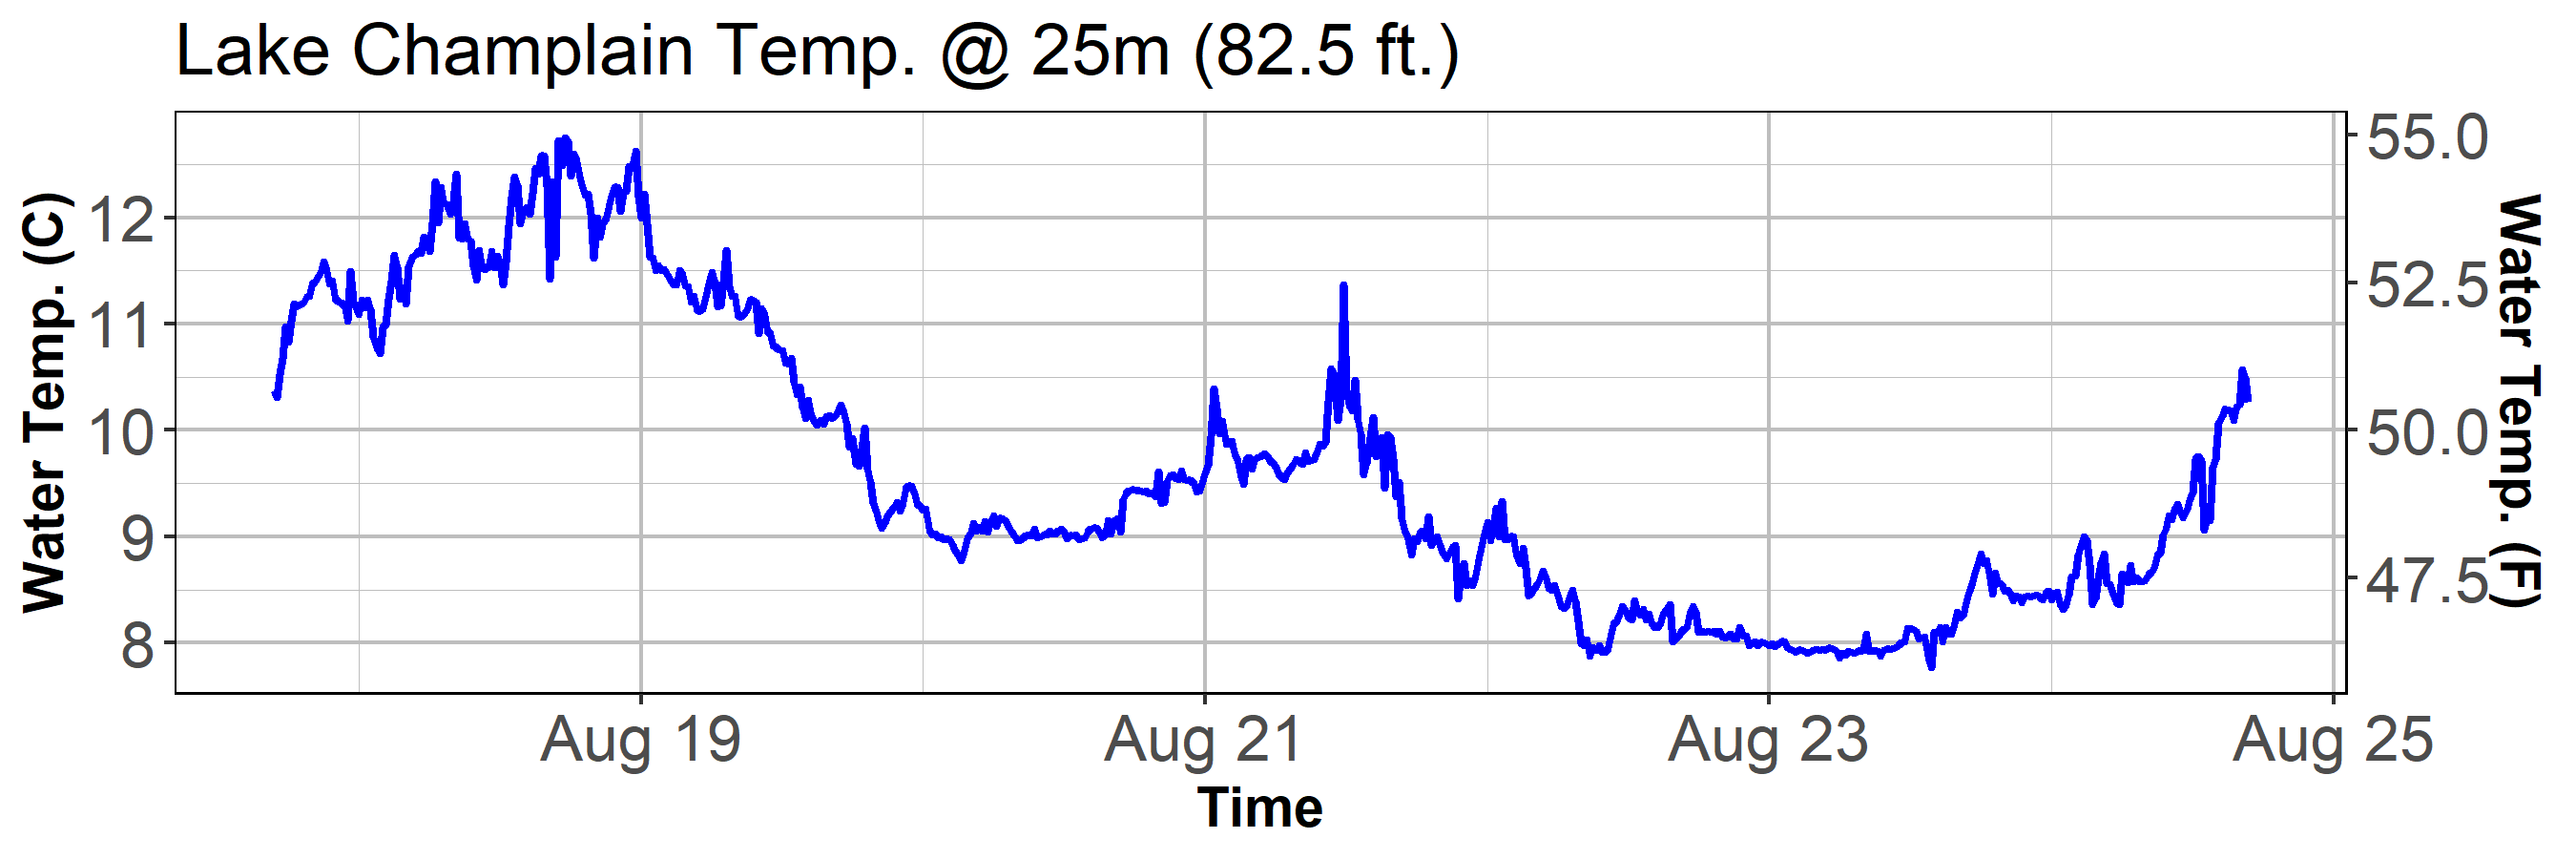 Lake Champlain Temp. @ 25m (82.5 ft.)
Water Temp. (C)
12
11
10
9
8
55.0
52.5
50.0
47.5
Water Temp. (F)
Aug 19
Aug 21
Aug 23
Aug 25
Time